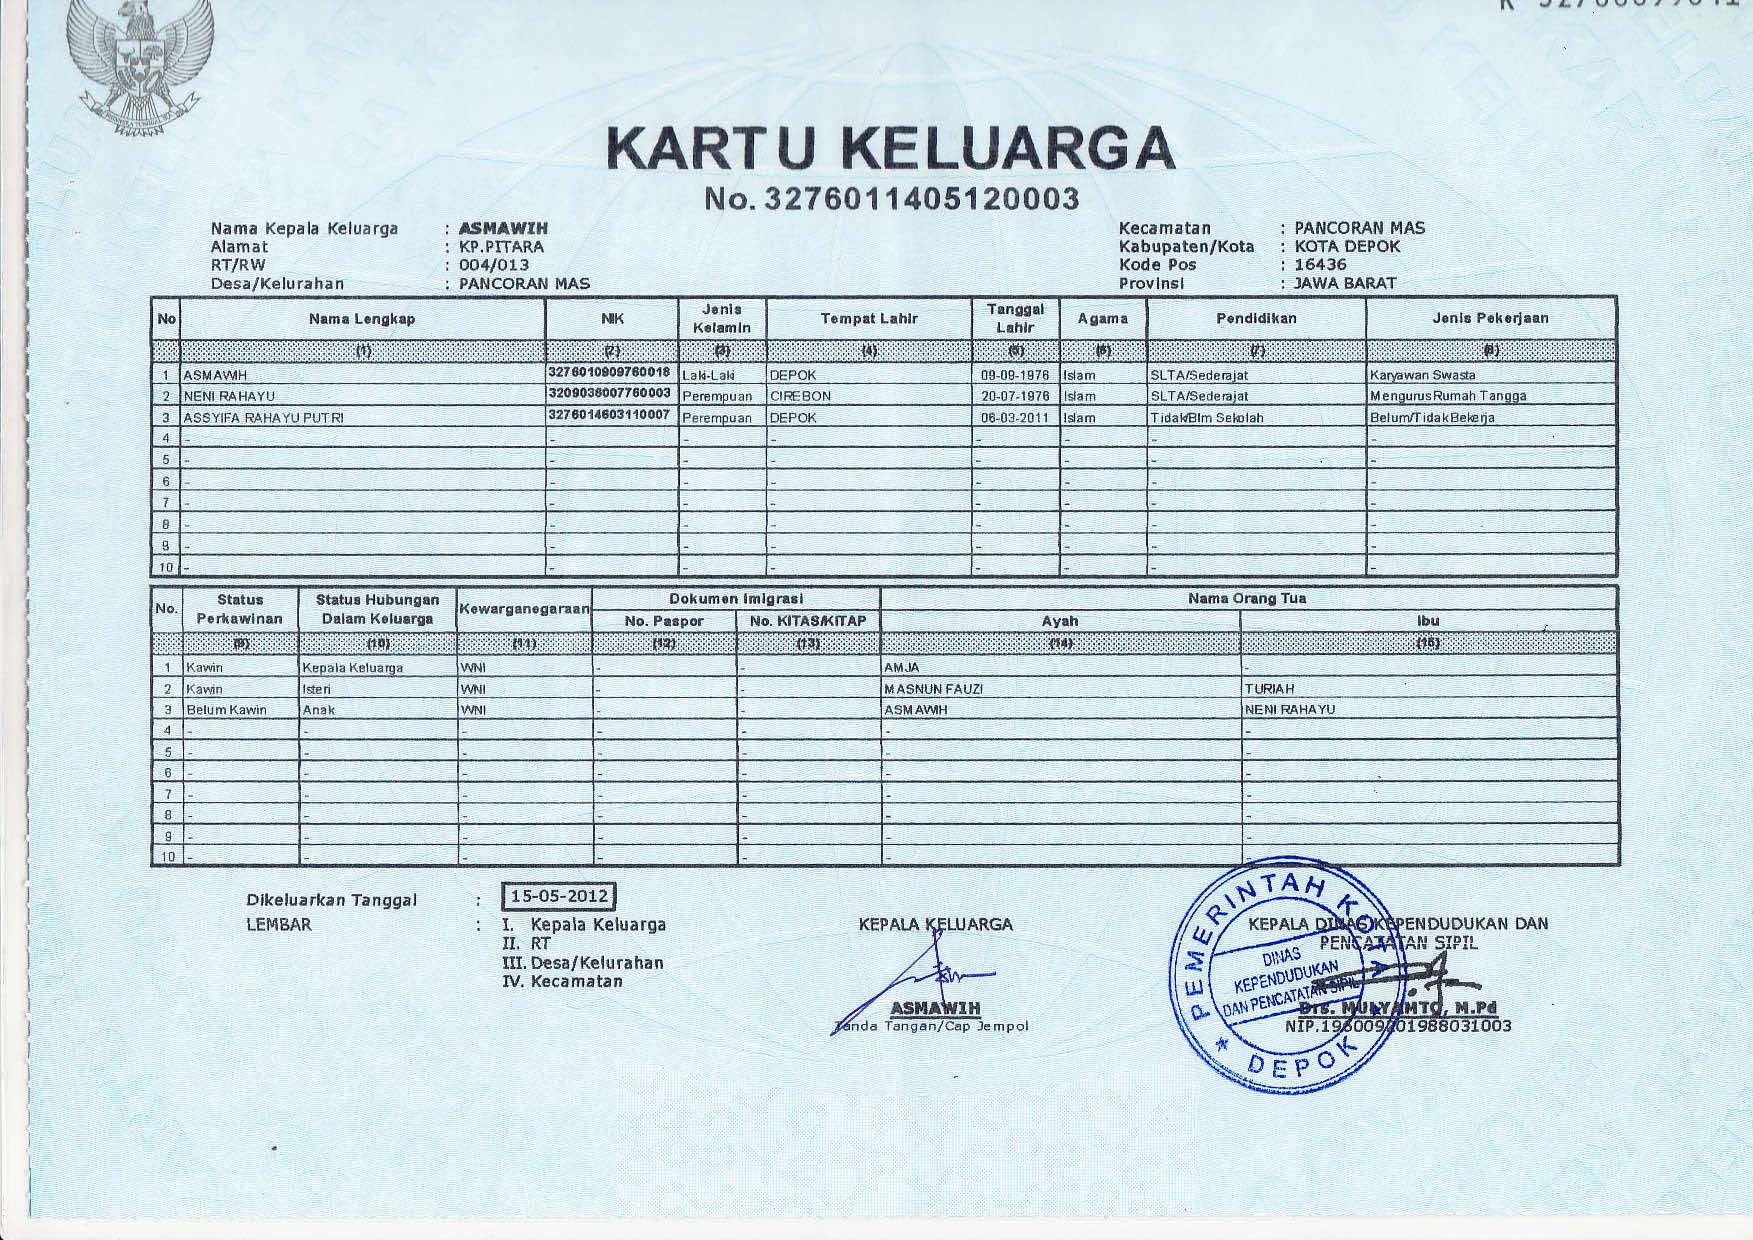 KARTU KELUARGA
No. 3276011405120003
Nama Kepala Keluarga : ASMAWIH
Alamat : KP.PITARA
RT/RW : 004/013
Desa/Kelurahan : PANCORAN MAS
Kecamatan : PANCORAN MAS
Kabupaten/Kota : KOTA DEPOK
Kode Pos : 16436
Provinsi : JAWA BARAT
No Nama Lengkap NIK Jenis Kelamin Tempat Lahir Tanggal Lahir Agama Pendidikan Jenis Pekerjaan
(1) (2) (3) (4) (5) (6) (7) (8)
1 ASMAWIH 3276010909760018 Laki-Laki DEPOK 09-09-1976 Islam SLTA/Sederajat Karyawan Swasta
2 NENI RAHAYU 3209036007760003 Perempuan CIREBON 20-07-1976 Islam SLTA/Sederajat Mengurus Rumah Tangga
3 ASSYIFA RAHAYU PUTRI 3276014603110007 Perempuan DEPOK 06-03-2011 Islam Tidak/Blm Sekolah Belum/Tidak Bekerja
4 - - - - - - - -
5 - - - - - - - -
6 - - - - - - - -
7 - - - - - - - -
8 - - - - - - - -
9 - - - - - - - -
10 - - - - - - - -
No. Status Perkawinan Status Hubungan Dalam Keluarga Kewarganegaraan Dokumen Imigrasi Nama Orang Tua
No. Paspor No. KITAS/KITAP Ayah Ibu
(9) (10) (11) (12) (13) (14) (15)
1 Kawin Kepala Keluarga WNI - - AMJA -
2 Kawin Isteri WNI - - MASNUN FAUZI TURIAH
3 Belum Kawin Anak WNI - - ASMAWIH NENI RAHAYU
4 - - - - - - -
5 - - - - - - -
6 - - - - - - -
7 - - - - - - -
8 - - - - - - -
9 - - - - - - -
10 - - - - - - -
Dikeluarkan Tanggal : 15-05-2012
LEMBAR : I. Kepala Keluarga
II. RT
III. Desa/Kelurahan
IV. Kecamatan
KEPALA KELUARGA
ASMAWIH
Tanda Tangan/Cap Jempol
KEPALA DINAS KEPENDUDUKAN DAN
PENCATATAN SIPIL
Drs. MULYAMTO, M.Pd
PEMERINTAH KOTA
DINAS
KEPENDUDUKAN
DAN PENCATATAN SIPIL
DEPOK